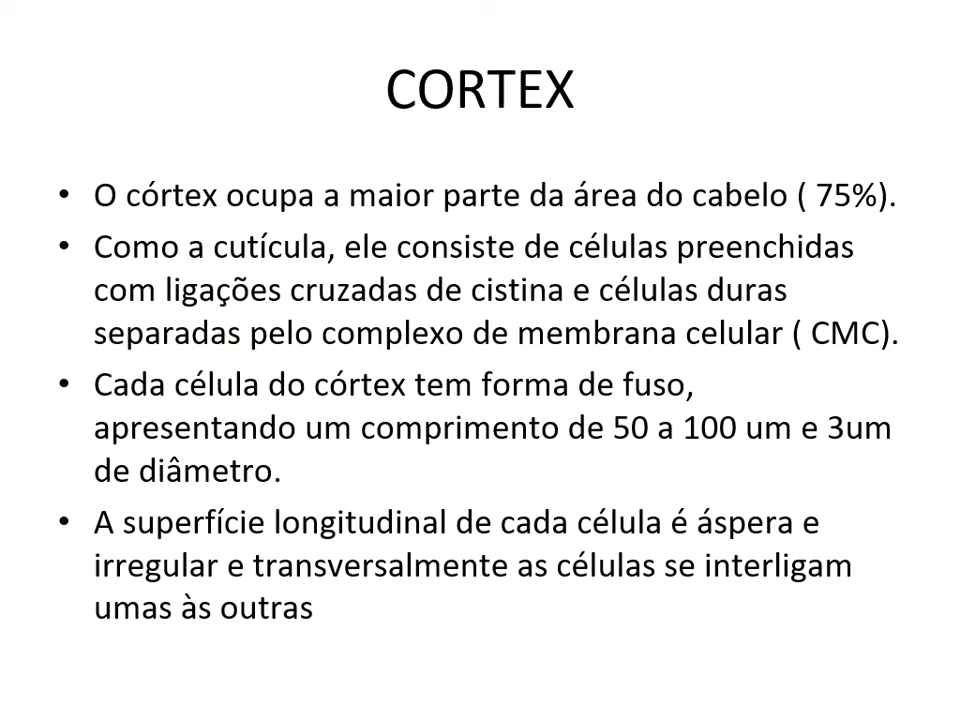 CORTEX
• O córtex ocupa a maior parte da área do cabelo ( 75%).
• Como a cutícula, ele consiste de células preenchidas
com ligações cruzadas de cistina e células duras
separadas pelo complexo de membrana celular ( CMC).
• Cada célula do córtex tem forma de fuso,
apresentando um comprimento de 50 a 100 um e 3um
de diâmetro.
• A superfície longitudinal de cada célula é áspera e
irregular e transversalmente as células se interligam
umas às outras